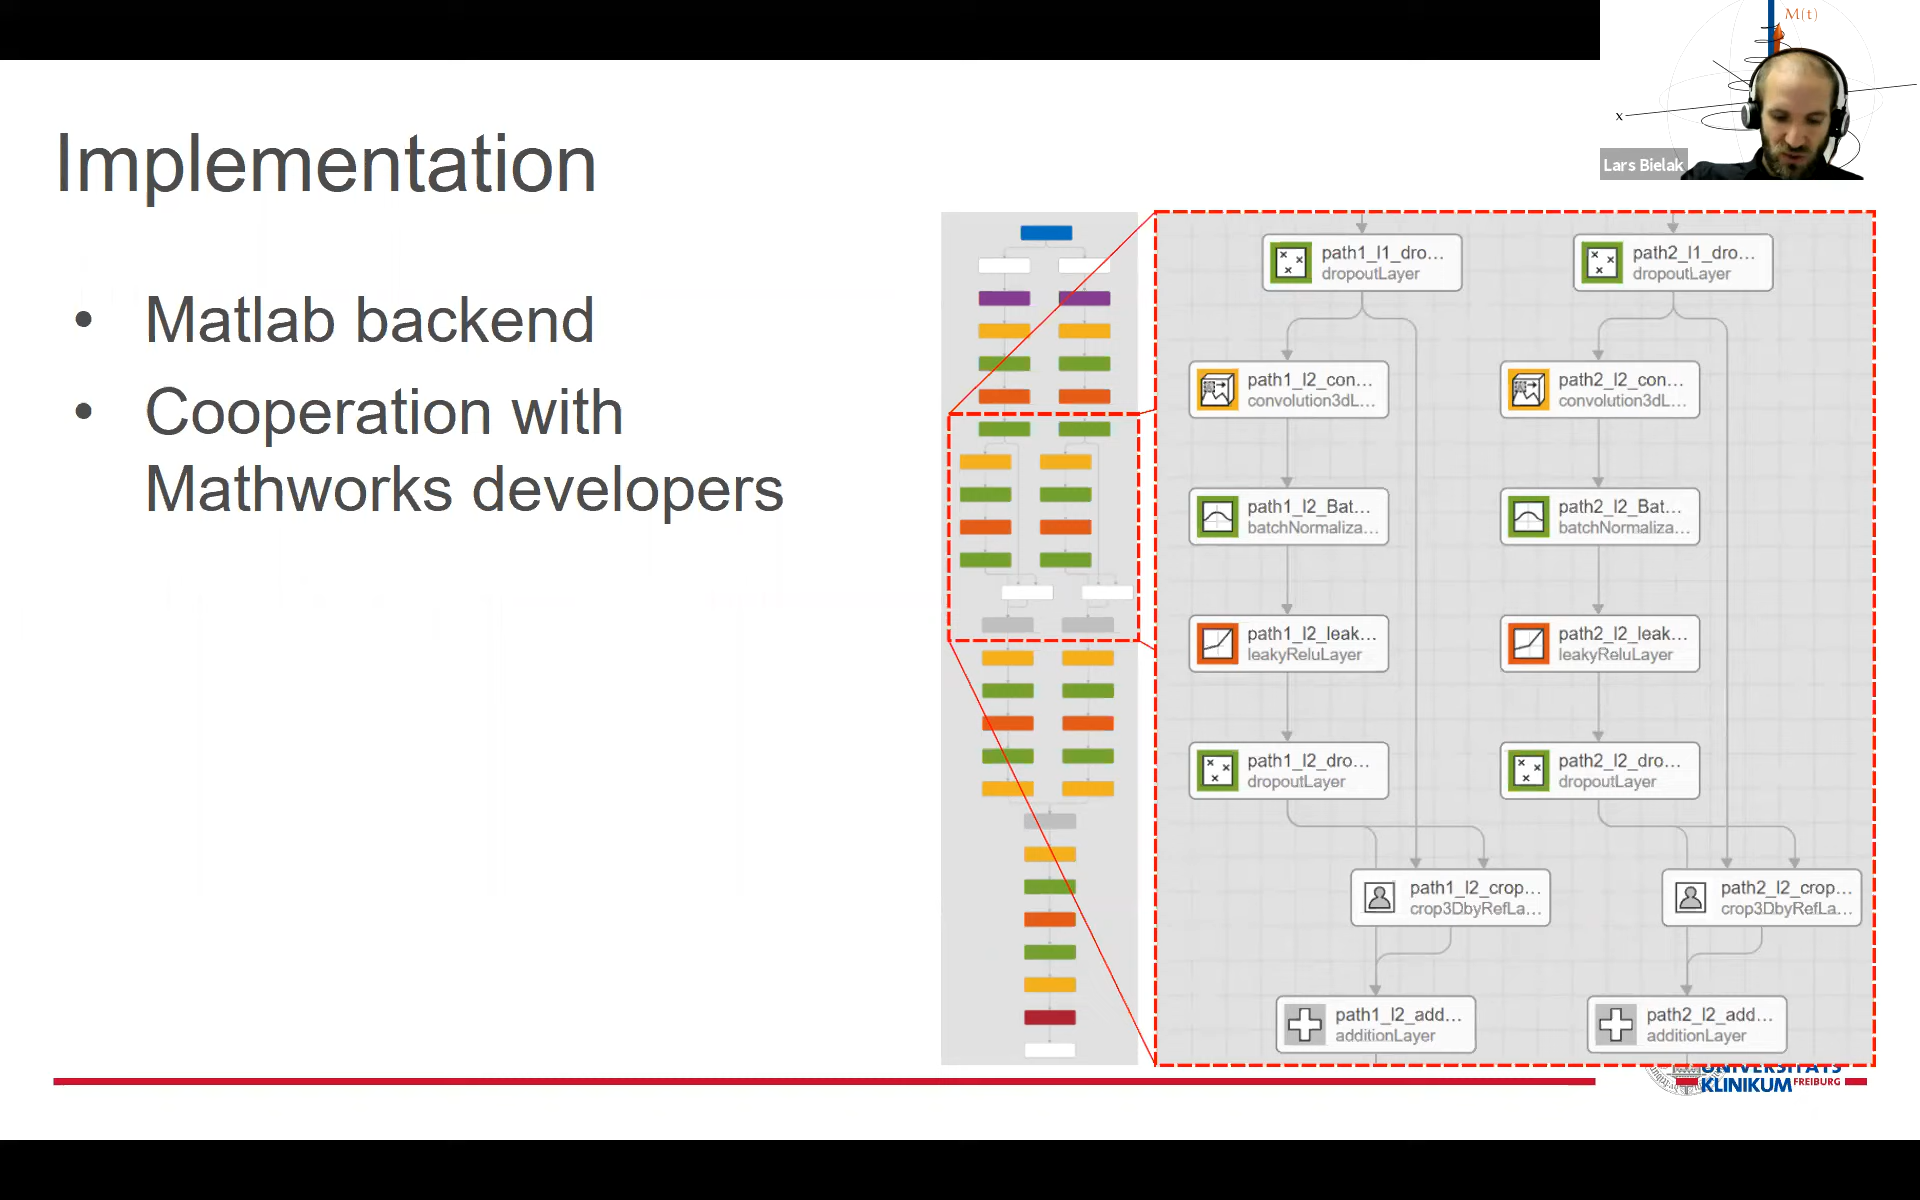 M(t)
x
Lars Bielak
Implementation
• Matlab backend
• Cooperation with
Mathworks developers
path1_l1_dro...
dropoutLayer
path2_l1_dro...
dropoutLayer
path1_l2_con...
convolution3dL...
path2_l2_con...
convolution3dL...
path1_l2_Bat...
batchNormaliza...
path2_l2_Bat...
batchNormaliza...
path1_l2_leak...
leakyReluLayer
path2_l2_leak...
leakyReluLayer
path1_l2_dro...
dropoutLayer
path2_l2_dro...
dropoutLayer
path1_l2_crop...
crop3DbyRefLa...
path2_l2_crop...
crop3DbyRefLa...
path1_l2_add...
additionLayer
path2_l2_add...
additionLayer
UNIVERSITÄTS
KLINIKUM FREIBURG